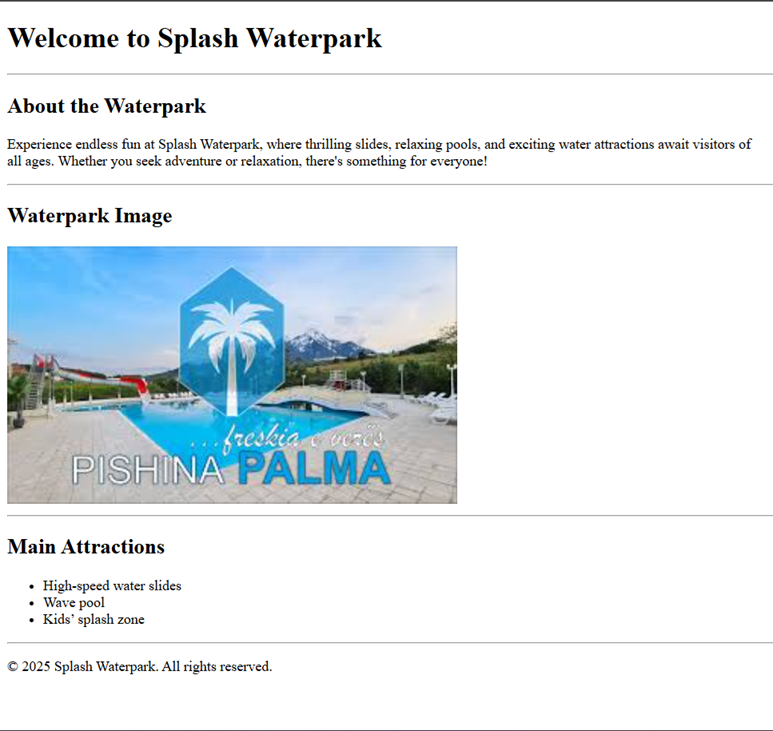 Welcome to Splash Waterpark
About the Waterpark
Experience endless fun at Splash Waterpark, where thrilling slides, relaxing pools, and exciting water attractions await visitors of
all ages. Whether you seek adventure or relaxation, there's something for everyone!
Waterpark Image
...freskia e verës
PISHINA PALMA
Main Attractions
• High-speed water slides
• Wave pool
• Kids’ splash zone
© 2025 Splash Waterpark. All rights reserved.